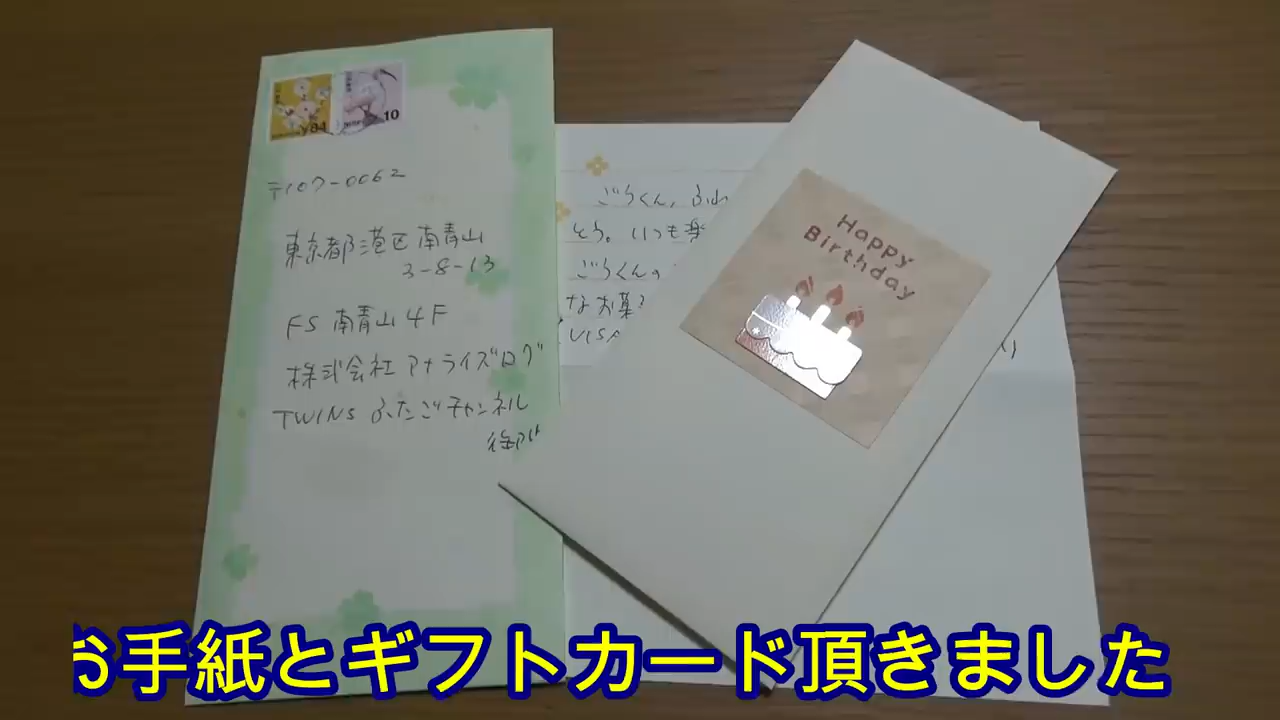 ¥84
10
〒107-0062
東京都港区南青山
3-8-13
FS 南青山 4F
株式会社アナライズログ
TWINS ふたごチャンネル
御中
ごうくん、
とう。いつも楽
ごうくんの
なお菓
VISA
Happy
Birthday
お手紙とギフトカード頂きました